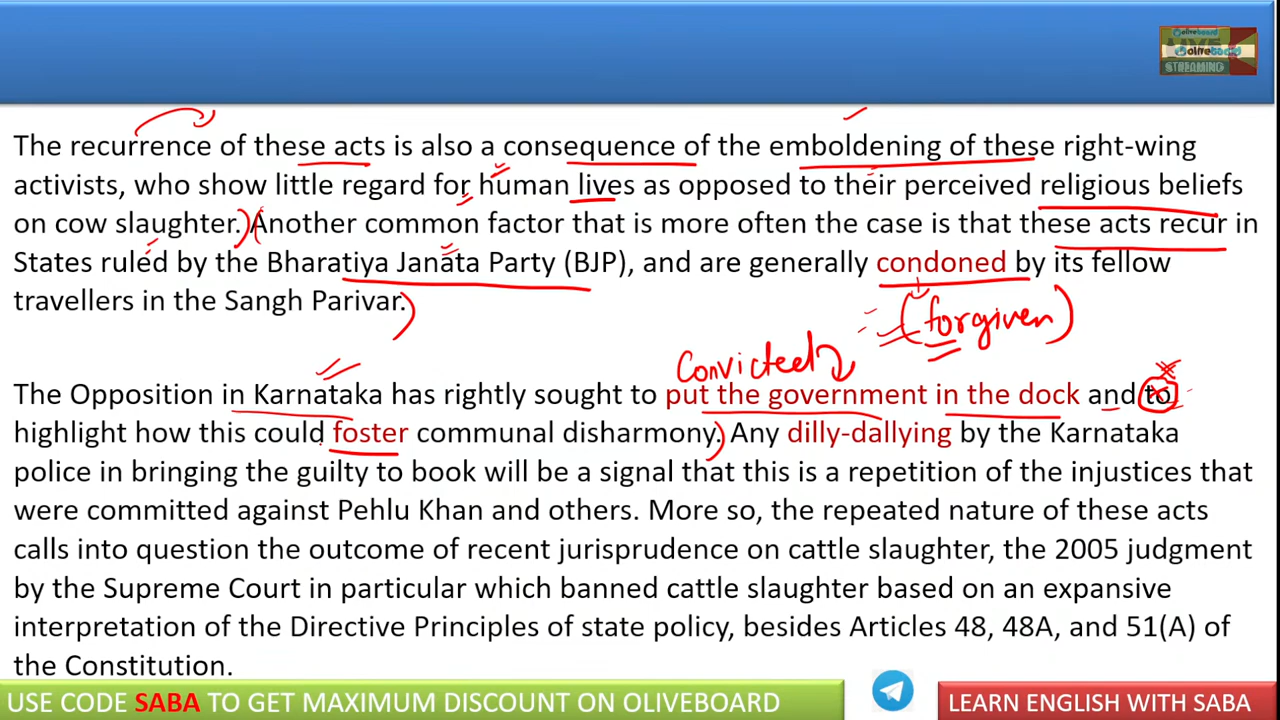 oliveboard
LIVE
oliveboard
STREAMING
The recurrence of these acts is also a consequence of the emboldening of these right-wing
activists, who show little regard for human lives as opposed to their perceived religious beliefs
on cow slaughter. Another common factor that is more often the case is that these acts recur in
States ruled by the Bharatiya Janata Party (BJP), and are generally condoned by its fellow
travellers in the Sangh Parivar.
(forgiven)
Convicted
The Opposition in Karnataka has rightly sought to put the government in the dock and to
highlight how this could foster communal disharmony. Any dilly-dallying by the Karnataka
police in bringing the guilty to book will be a signal that this is a repetition of the injustices that
were committed against Pehlu Khan and others. More so, the repeated nature of these acts
calls into question the outcome of recent jurisprudence on cattle slaughter, the 2005 judgment
by the Supreme Court in particular which banned cattle slaughter based on an expansive
interpretation of the Directive Principles of state policy, besides Articles 48, 48A, and 51(A) of
the Constitution.
USE CODE SABA TO GET MAXIMUM DISCOUNT ON OLIVEBOARD
LEARN ENGLISH WITH SABA